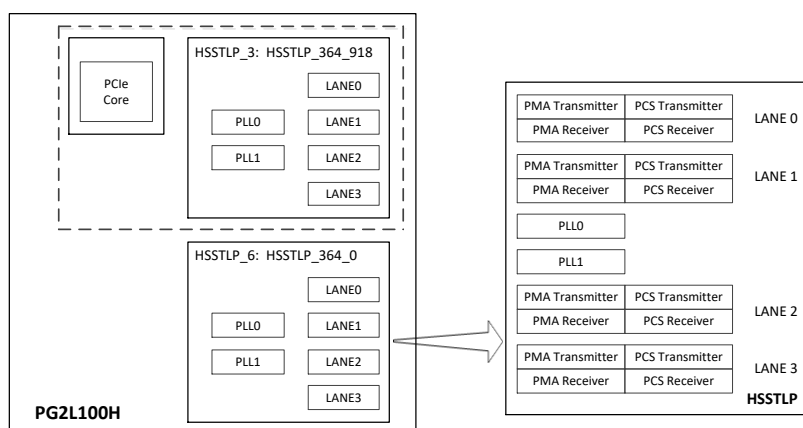 HSSTLP_3: HSSTLP_364_918
PCIe
Core
LANE0
PLL0
LANE1
PLL1
LANE2
LANE3
HSSTLP_6: HSSTLP_364_0
LANE0
PLL0
LANE1
PLL1
LANE2
LANE3
PG2L100H
PMA Transmitter PCS Transmitter
LANE 0
PMA Receiver PCS Receiver
PMA Transmitter PCS Transmitter
LANE 1
PMA Receiver PCS Receiver
PLL0
PLL1
PMA Transmitter PCS Transmitter
LANE 2
PMA Receiver PCS Receiver
PMA Transmitter PCS Transmitter
LANE 3
PMA Receiver PCS Receiver
HSSTLP